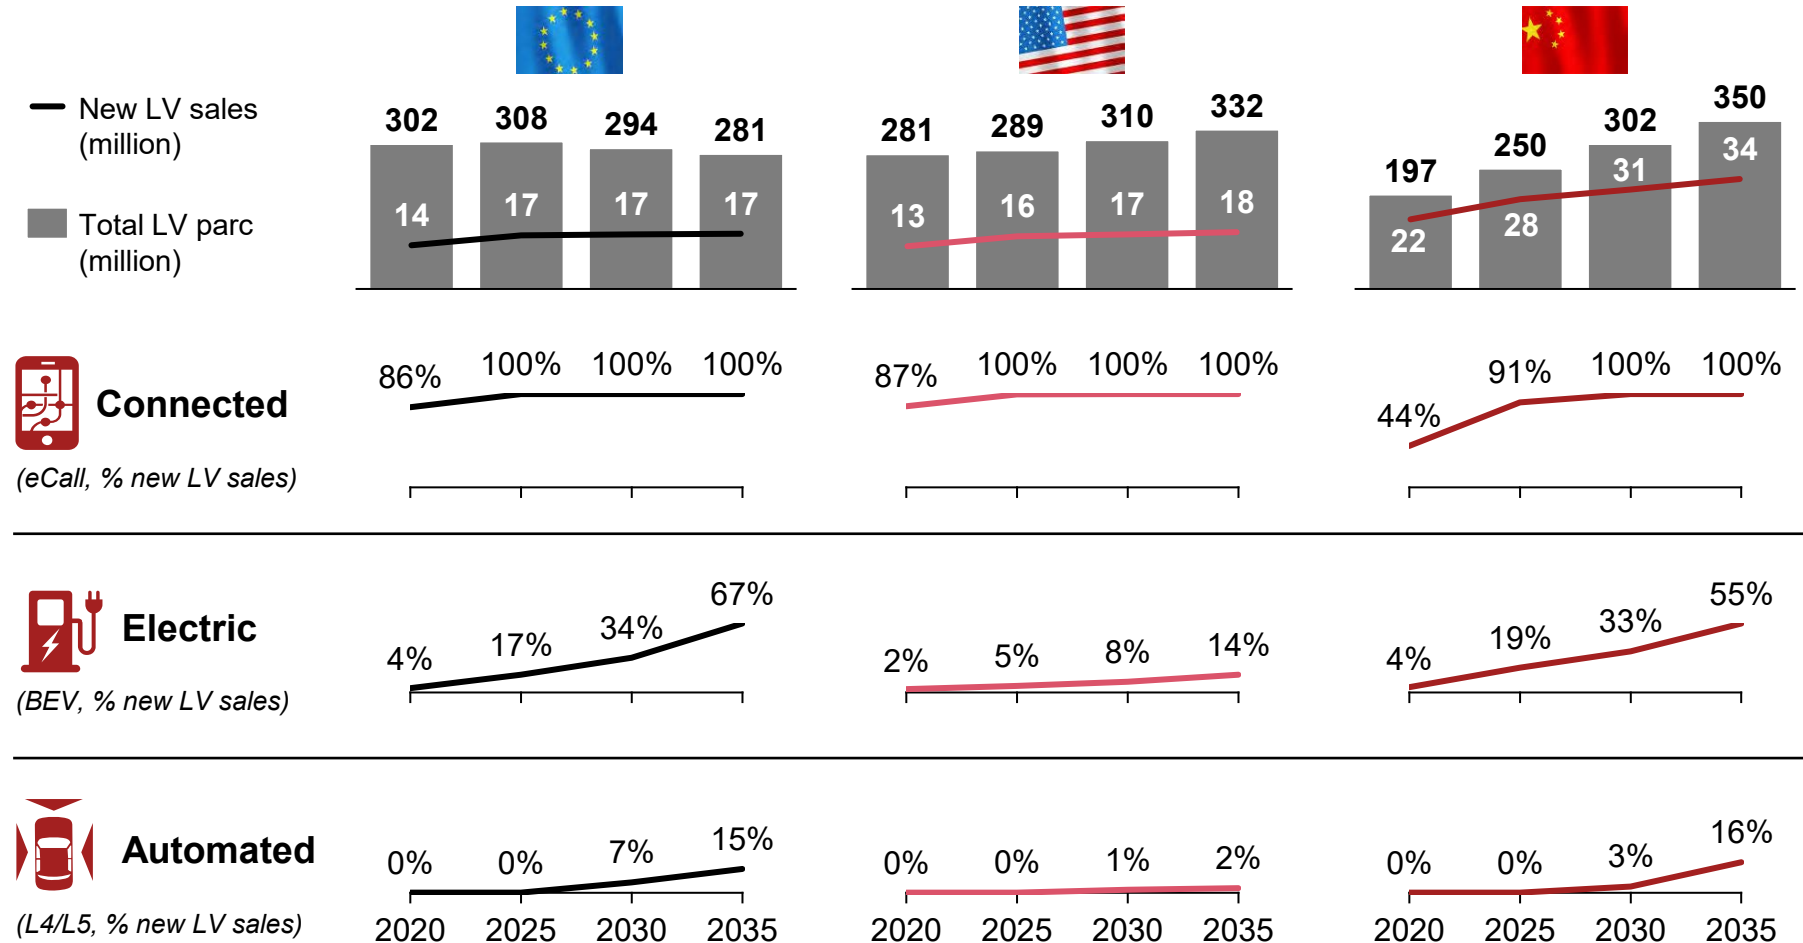 New LV sales
(million)
Total LV parc
(million)
302 308 294 281
14 17 17 17
281 289 310 332
13 16 17 18
197 250 302 350
22 28 31 34
Connected
(eCall, % new LV sales)
86% 100% 100% 100%
87% 100% 100% 100%
44% 91% 100% 100%
Electric
(BEV, % new LV sales)
4% 17% 34% 67%
2% 5% 8% 14%
4% 19% 33% 55%
Automated
(L4/L5, % new LV sales)
0% 0% 7% 15%
0% 0% 1% 2%
0% 0% 3% 16%
2020 2025 2030 2035
2020 2025 2030 2035
2020 2025 2030 2035